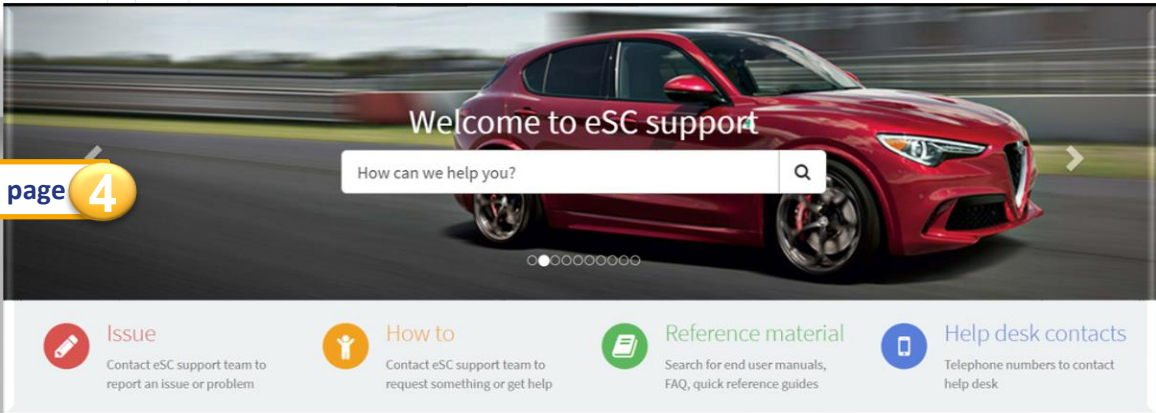 Welcome to eSC support
How can we help you?
page 4
Issue
Contact eSC support team to
report an issue or problem
How to
Contact eSC support team to
request something or get help
Reference material
Search for end user manuals,
FAQ, quick reference guides
Help desk contacts
Telephone numbers to contact
help desk